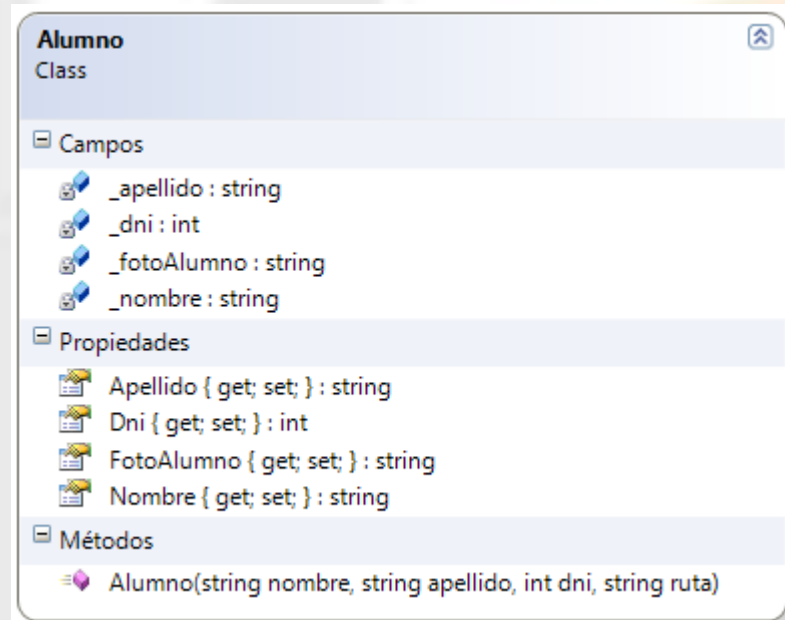 Alumno
Class
Campos
_apellido : string
_dni : int
_fotoAlumno : string
_nombre : string
Propiedades
Apellido { get; set; } : string
Dni { get; set; } : int
FotoAlumno { get; set; } : string
Nombre { get; set; } : string
Métodos
Alumno(string nombre, string apellido, int dni, string ruta)